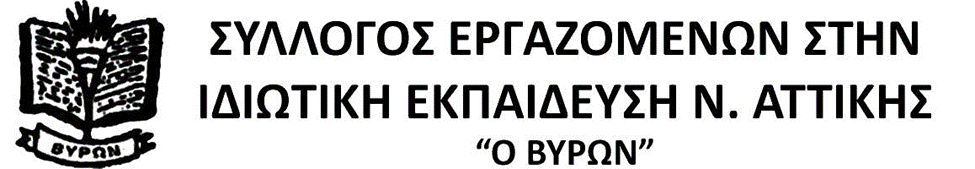 ΣΥΛΛΟΓΟΣ ΕΡΓΑΖΟΜΕΝΩΝ ΣΤΗΝ
ΙΔΙΩΤΙΚΗ ΕΚΠΑΙΔΕΥΣΗ Ν. ΑΤΤΙΚΗΣ
“Ο ΒΥΡΩΝ”
ΒΥΡΩΝ